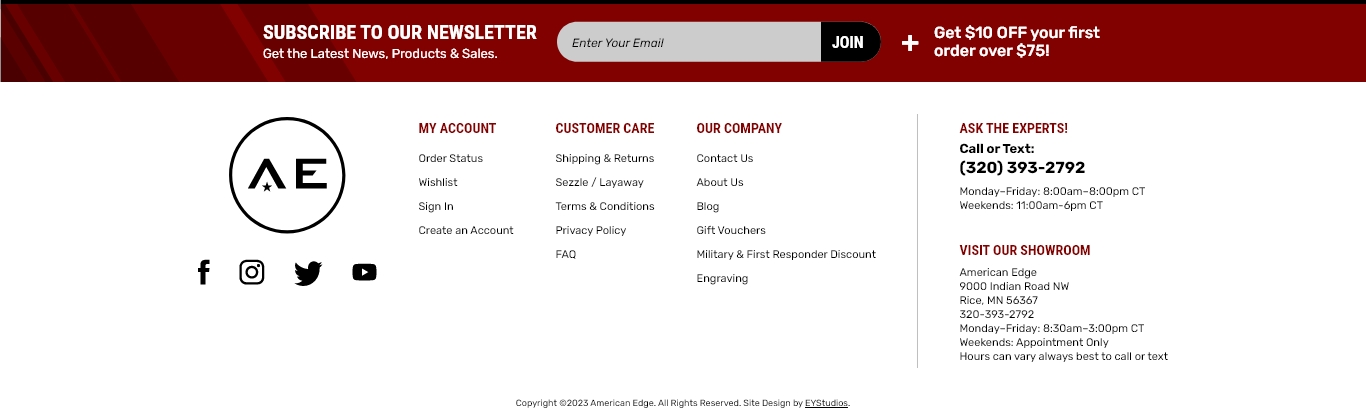 SUBSCRIBE TO OUR NEWSLETTER
Get the Latest News, Products & Sales.
Enter Your Email
JOIN
+
Get $10 OFF your first
order over $75!
AE
MY ACCOUNT
Order Status
Wishlist
Sign In
Create an Account
CUSTOMER CARE
Shipping & Returns
Sezzle / Layaway
Terms & Conditions
Privacy Policy
FAQ
OUR COMPANY
Contact Us
About Us
Blog
Gift Vouchers
Military & First Responder Discount
Engraving
ASK THE EXPERTS!
Call or Text:
(320) 393-2792
Monday–Friday: 8:00am–8:00pm CT
Weekends: 11:00am-6pm CT
VISIT OUR SHOWROOM
American Edge
9000 Indian Road NW
Rice, MN 56367
320-393-2792
Monday–Friday: 8:30am–3:00pm CT
Weekends: Appointment Only
Hours can vary always best to call or text
Copyright ©2023 American Edge. All Rights Reserved. Site Design by EYStudios.